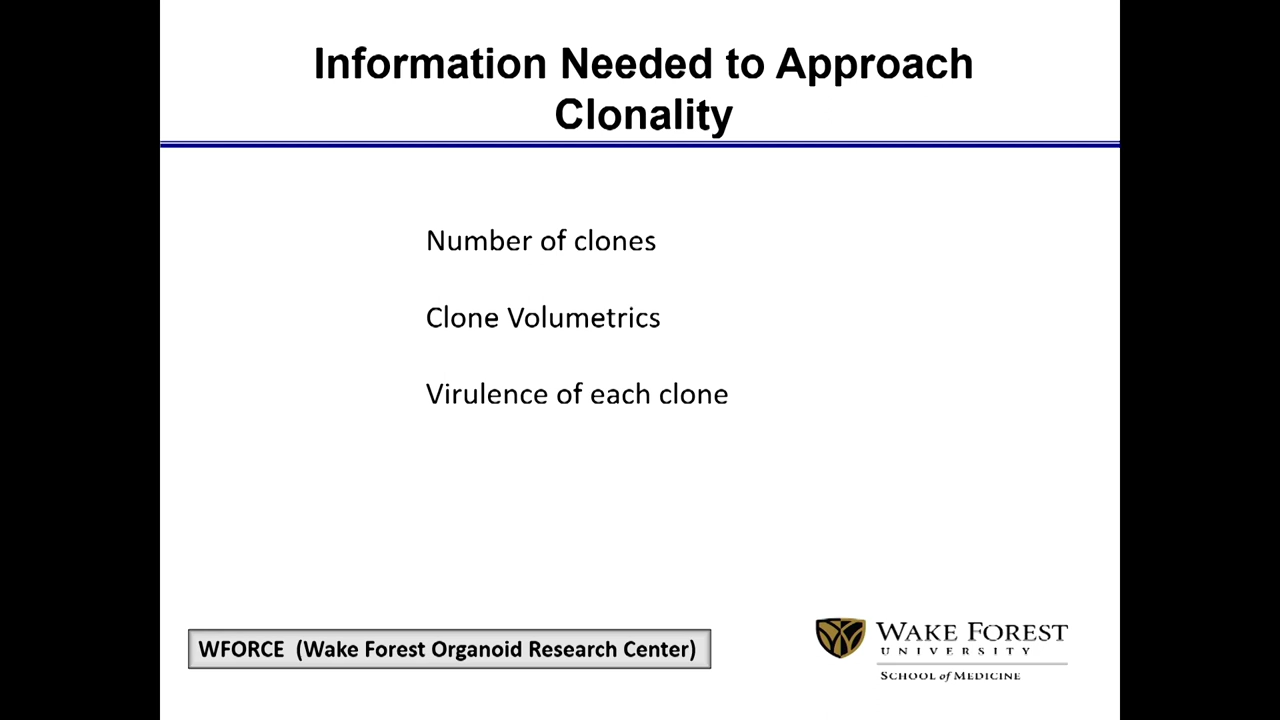 Information Needed to Approach
Clonality
Number of clones
Clone Volumetrics
Virulence of each clone
WFORCE (Wake Forest Organoid Research Center)
WAKE FOREST
UNIVERSITY
SCHOOL of MEDICINE